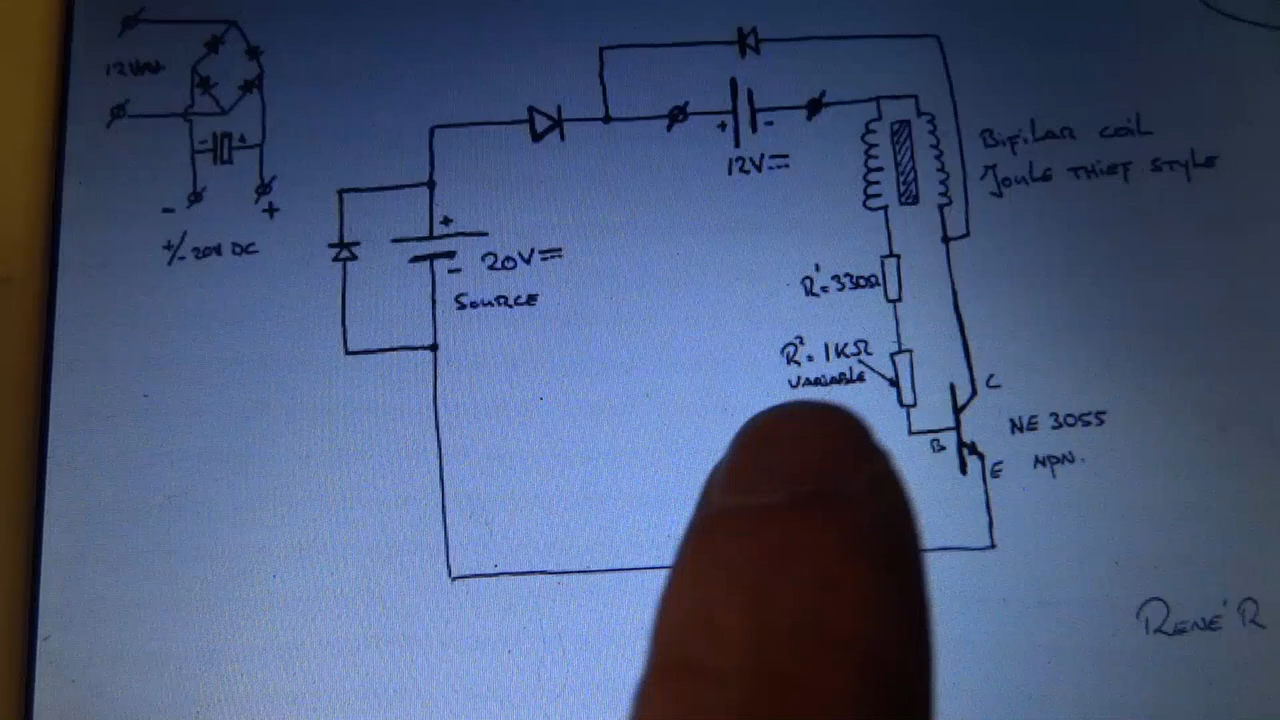 -
+
+
-
+/- 20V DC
+
-
20V
SOURCE
+ -
12V
Bifilar coil
Joule THIEF STYLE
R¹= 330Ω
R²= 1KΩ
VARIABLE
C
B
E
NE 3055
NPN.
RENÉ R